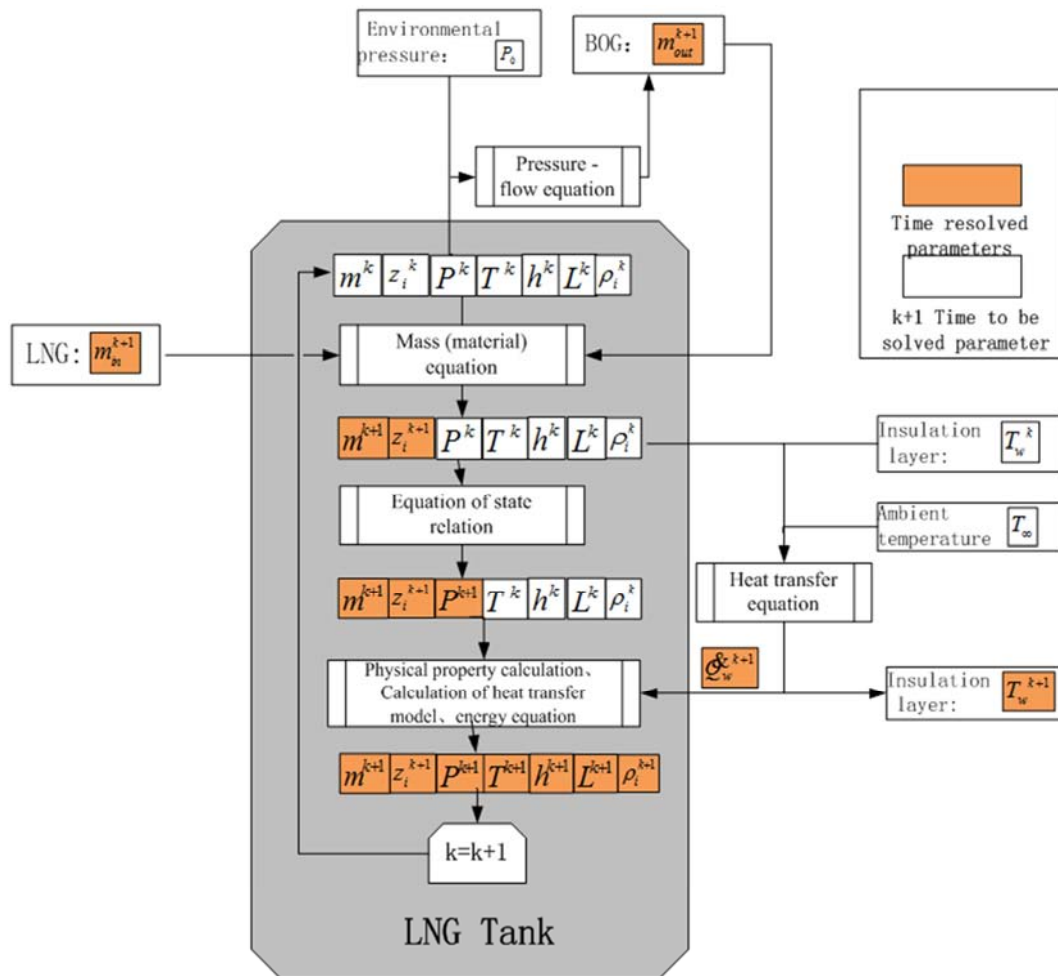 Environmental
pressure: P₀
BOG: m_out^{k+1}
Pressure -
flow equation
Time resolved
parameters
k+1 Time to be
solved parameter
m^k z_i^k P^k T^k h^k L^k ρ_i^k
LNG: m_in^{k+1}
Mass (material)
equation
m^{k+1} z_i^{k+1} P^k T^k h^k L^k ρ_i^k
Insulation
layer: T_w^k
Equation of state
relation
Ambient
temperature T_∞
Heat transfer
equation
m^{k+1} z_i^{k+1} P^{k+1} T^k h^k L^k ρ_i^k
Physical property calculation、
Calculation of heat transfer
model、energy equation
Q&_w^{k+1}
Insulation
layer: T_w^{k+1}
m^{k+1} z_i^{k+1} P^{k+1} T^{k+1} h^{k+1} L^{k+1} ρ_i^{k+1}
k=k+1
LNG Tank